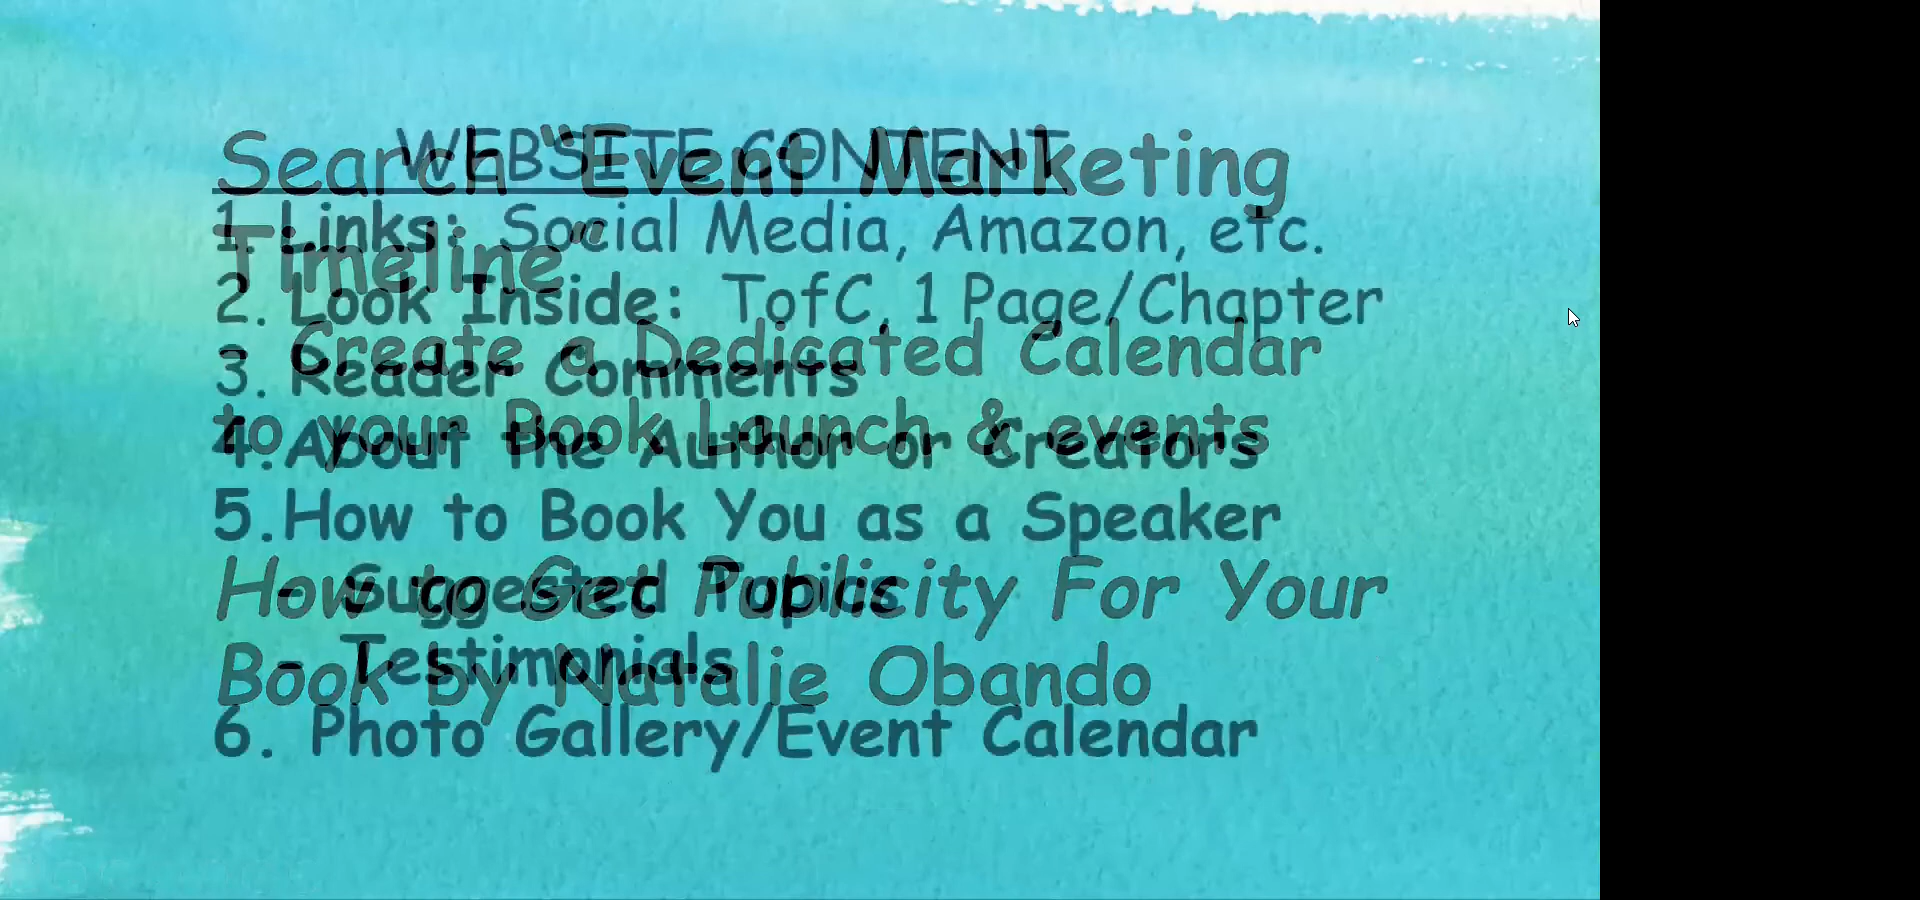 WEBSITE CONTENT
1. Links: Social Media, Amazon, etc.
2. Look Inside: TofC, 1 Page/Chapter
3. Reader Comments
4. About the Author or Creators
5. How to Book You as a Speaker
- Suggested Topics
- Testimonials
6. Photo Gallery/Event Calendar
Search "Event Marketing
Timeline"
Create a Dedicated Calendar
to your Book Launch & events
How to Get Publicity For Your
Book by Natalie Obando